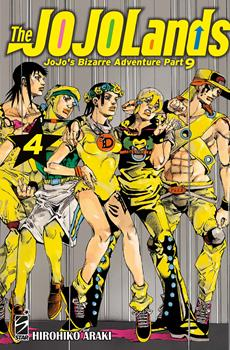 The
JOJOLands
JoJo's Bizarre Adventure Part 9
4
D
STAR HIROHIKO ARAKI